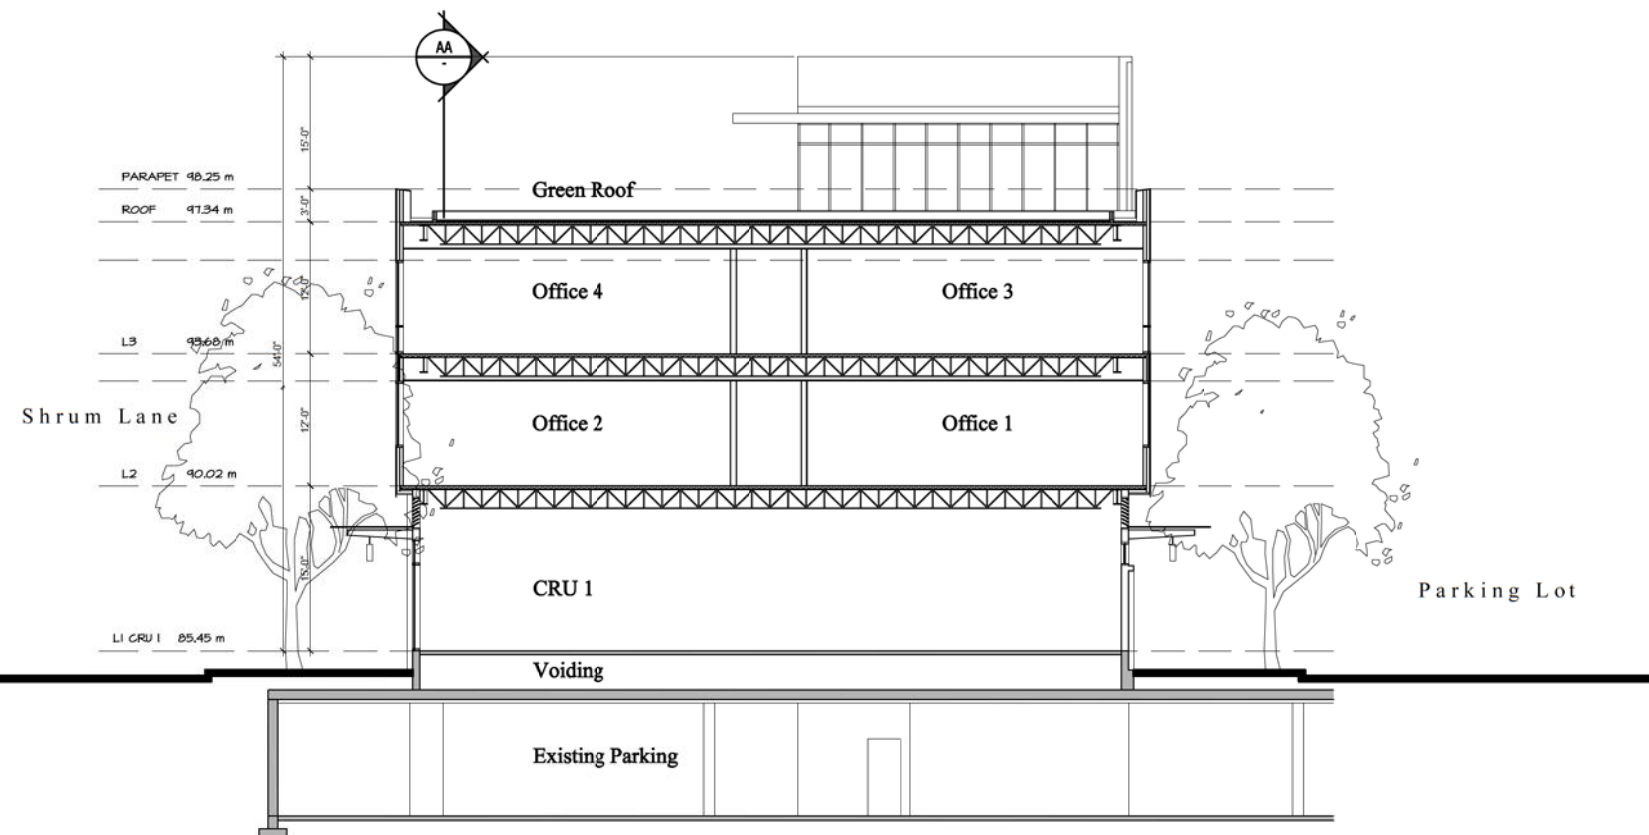 AA
-
15'-0"
PARAPET 98.25 m
Green Roof
ROOF 97.34 m
3'-0"
12'-0"
Office 4 Office 3
L3 93.68 m
54'-0"
Shrum Lane
12'-0"
Office 2 Office 1
L2 90.02 m
15'-0"
CRU 1
Parking Lot
L1 CRU 1 85.45 m
Voiding
Existing Parking